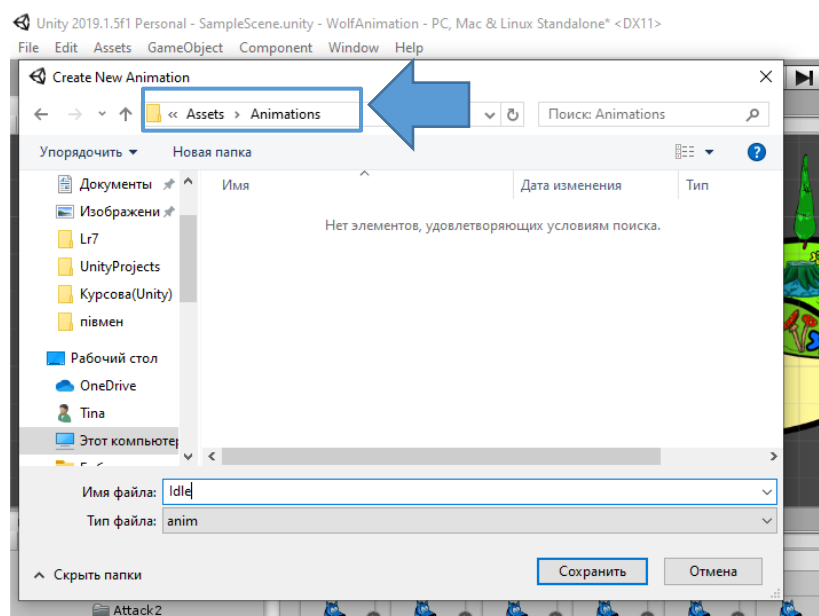 Unity 2019.1.5f1 Personal - SampleScene.unity - WolfAnimation - PC, Mac & Linux Standalone* <DX11>
File Edit Assets GameObject Component Window Help
Create New Animation
« Assets › Animations
Поиск: Animations
Упорядочить Новая папка
Имя Дата изменения Тип
Нет элементов, удовлетворяющих условиям поиска.
Документы
Изображени
Lr7
UnityProjects
Курсова(Unity)
півмен
Рабочий стол
OneDrive
Tina
Этот компьютер
Имя файла: Idle
Тип файла: anim
Скрыть папки
Сохранить Отмена
Attack2